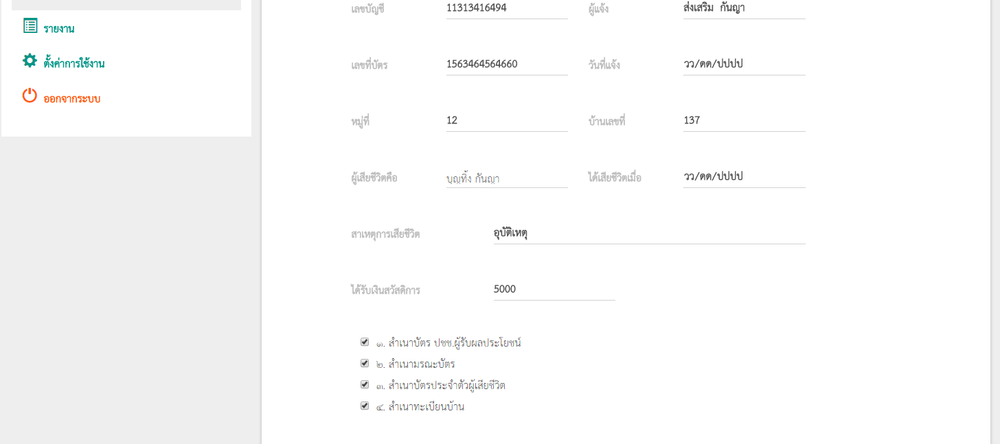 รายงาน
ตั้งค่าการใช้งาน
ออกจากระบบ
เลขบัญชี 11313416494 ผู้แจ้ง ส่งเสริม กันญา
เลขที่บัตร 1563464564660 วันที่แจ้ง วว/ดด/ปปปป
หมู่ที่ 12 บ้านเลขที่ 137
ผู้เสียชีวิตคือ บุญทิ้ง กันญา ได้เสียชีวิตเมื่อ วว/ดด/ปปปป
สาเหตุการเสียชีวิต อุบัติเหตุ
ได้รับเงินสวัสดิการ 5000
๑. สำเนาบัตร ปชช.ผู้รับผลประโยชน์
๒. สำเนามรณะบัตร
๓. สำเนาบัตรประจำตัวผู้เสียชีวิต
๔. สำเนาทะเบียนบ้าน